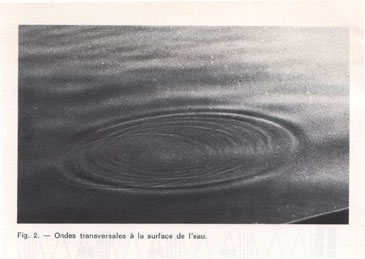 Fig. 2. — Ondes transversales à la surface de l'eau.